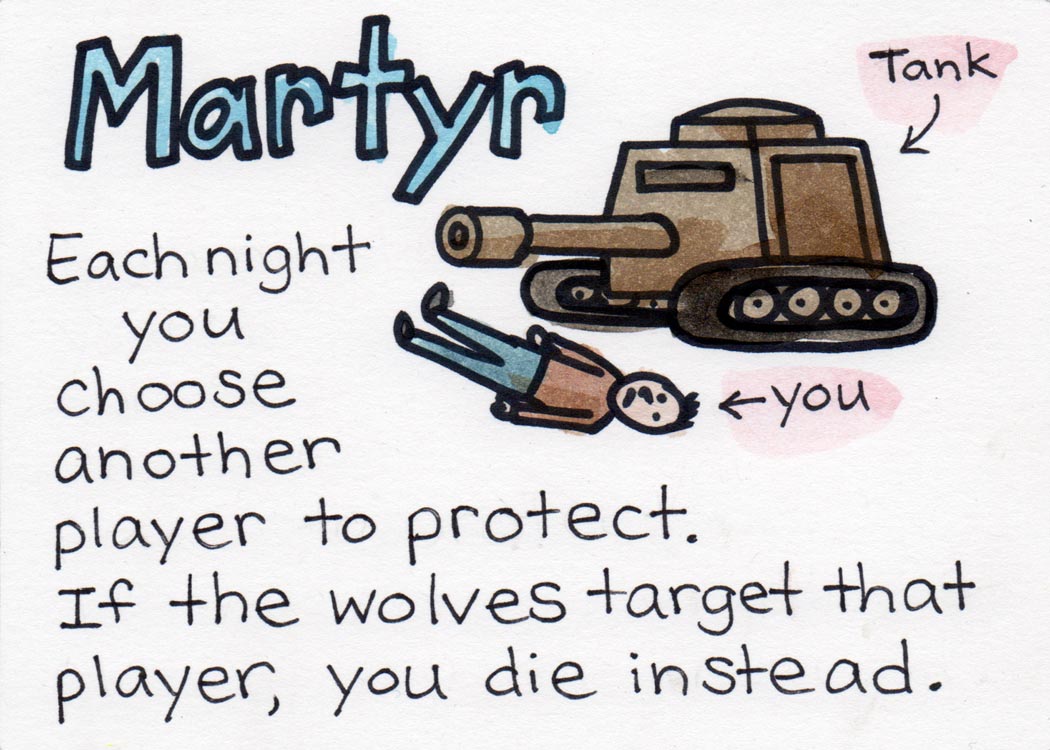 Martyr
Tank
Each night
you
choose
you
another
player to protect.
If the wolves target that
player, you die instead.